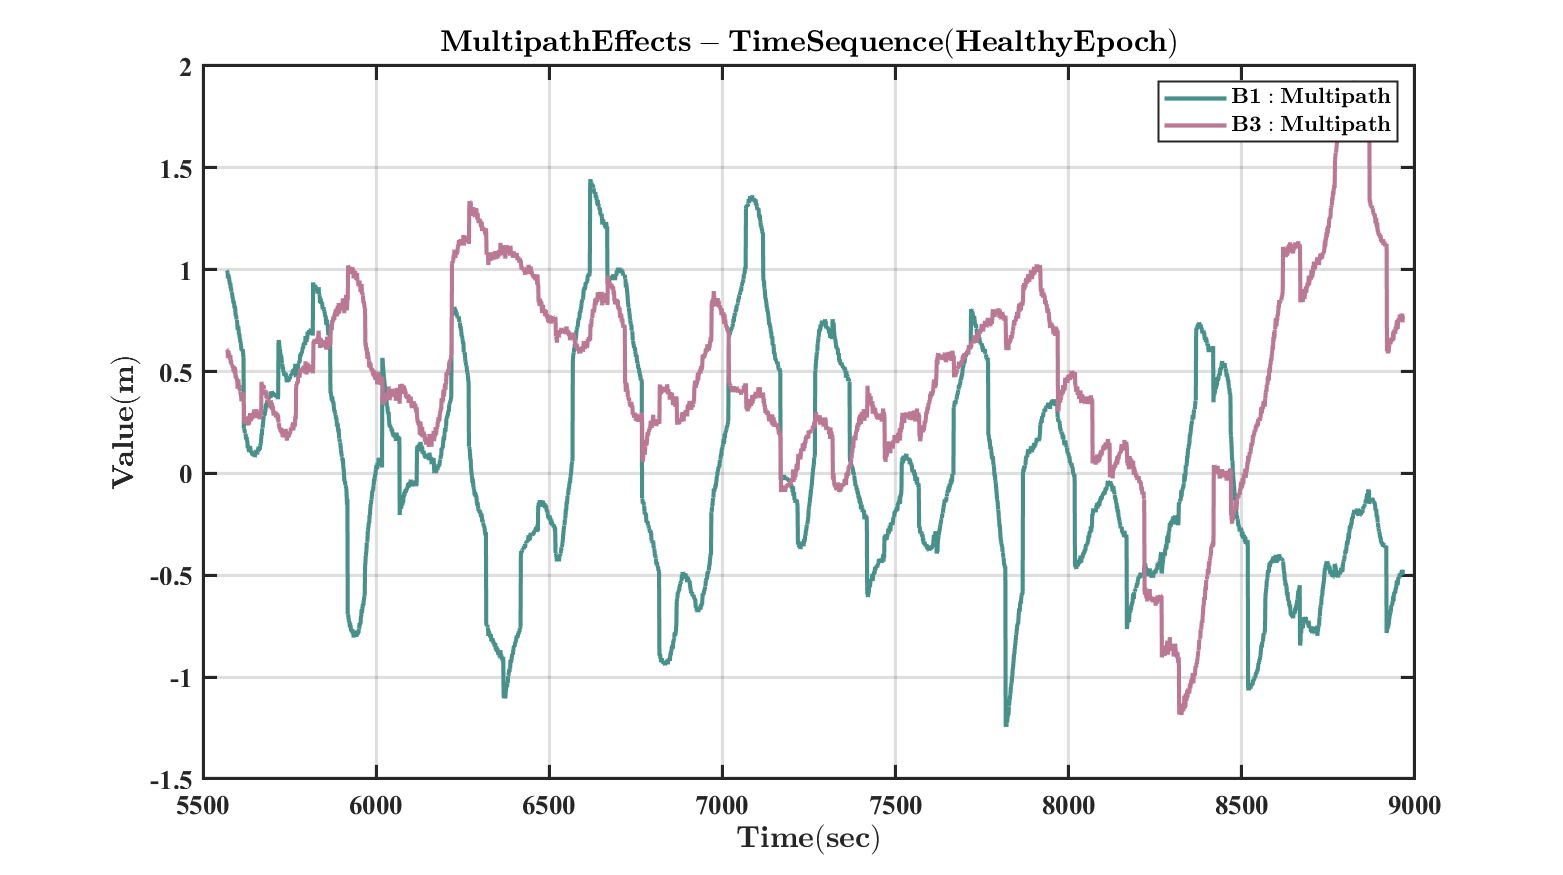 MultipathEffects – TimeSequence(HealthyEpoch)
B1 : Multipath
B3 : Multipath
2
1.5
1
0.5
0
-0.5
-1
-1.5
Value(m)
5500 6000 6500 7000 7500 8000 8500 9000
Time(sec)